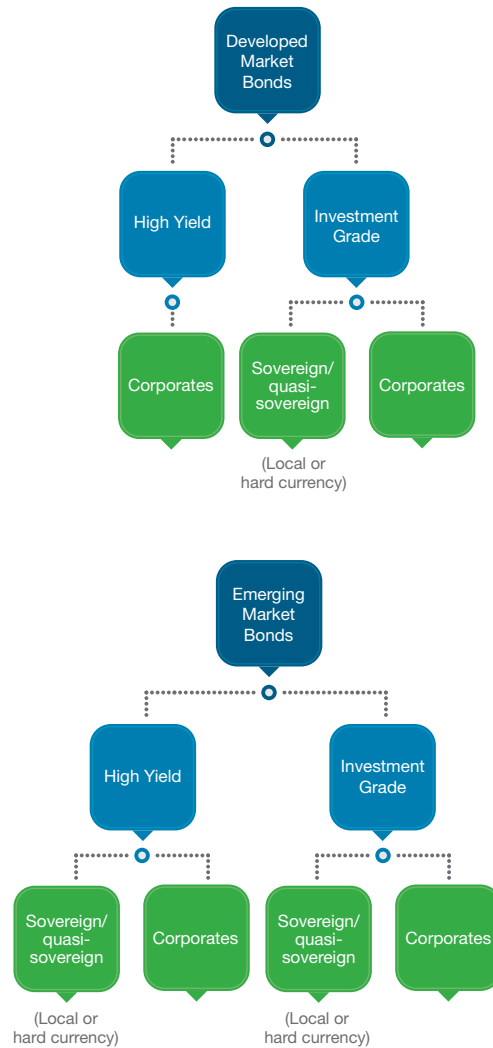 Developed
Market
Bonds
High Yield
Investment
Grade
Corporates
Sovereign/
quasi-
sovereign
Corporates
(Local or
hard currency)
Emerging
Market
Bonds
High Yield
Investment
Grade
Sovereign/
quasi-
sovereign
Corporates
Sovereign/
quasi-
sovereign
Corporates
(Local or
hard currency)
(Local or
hard currency)